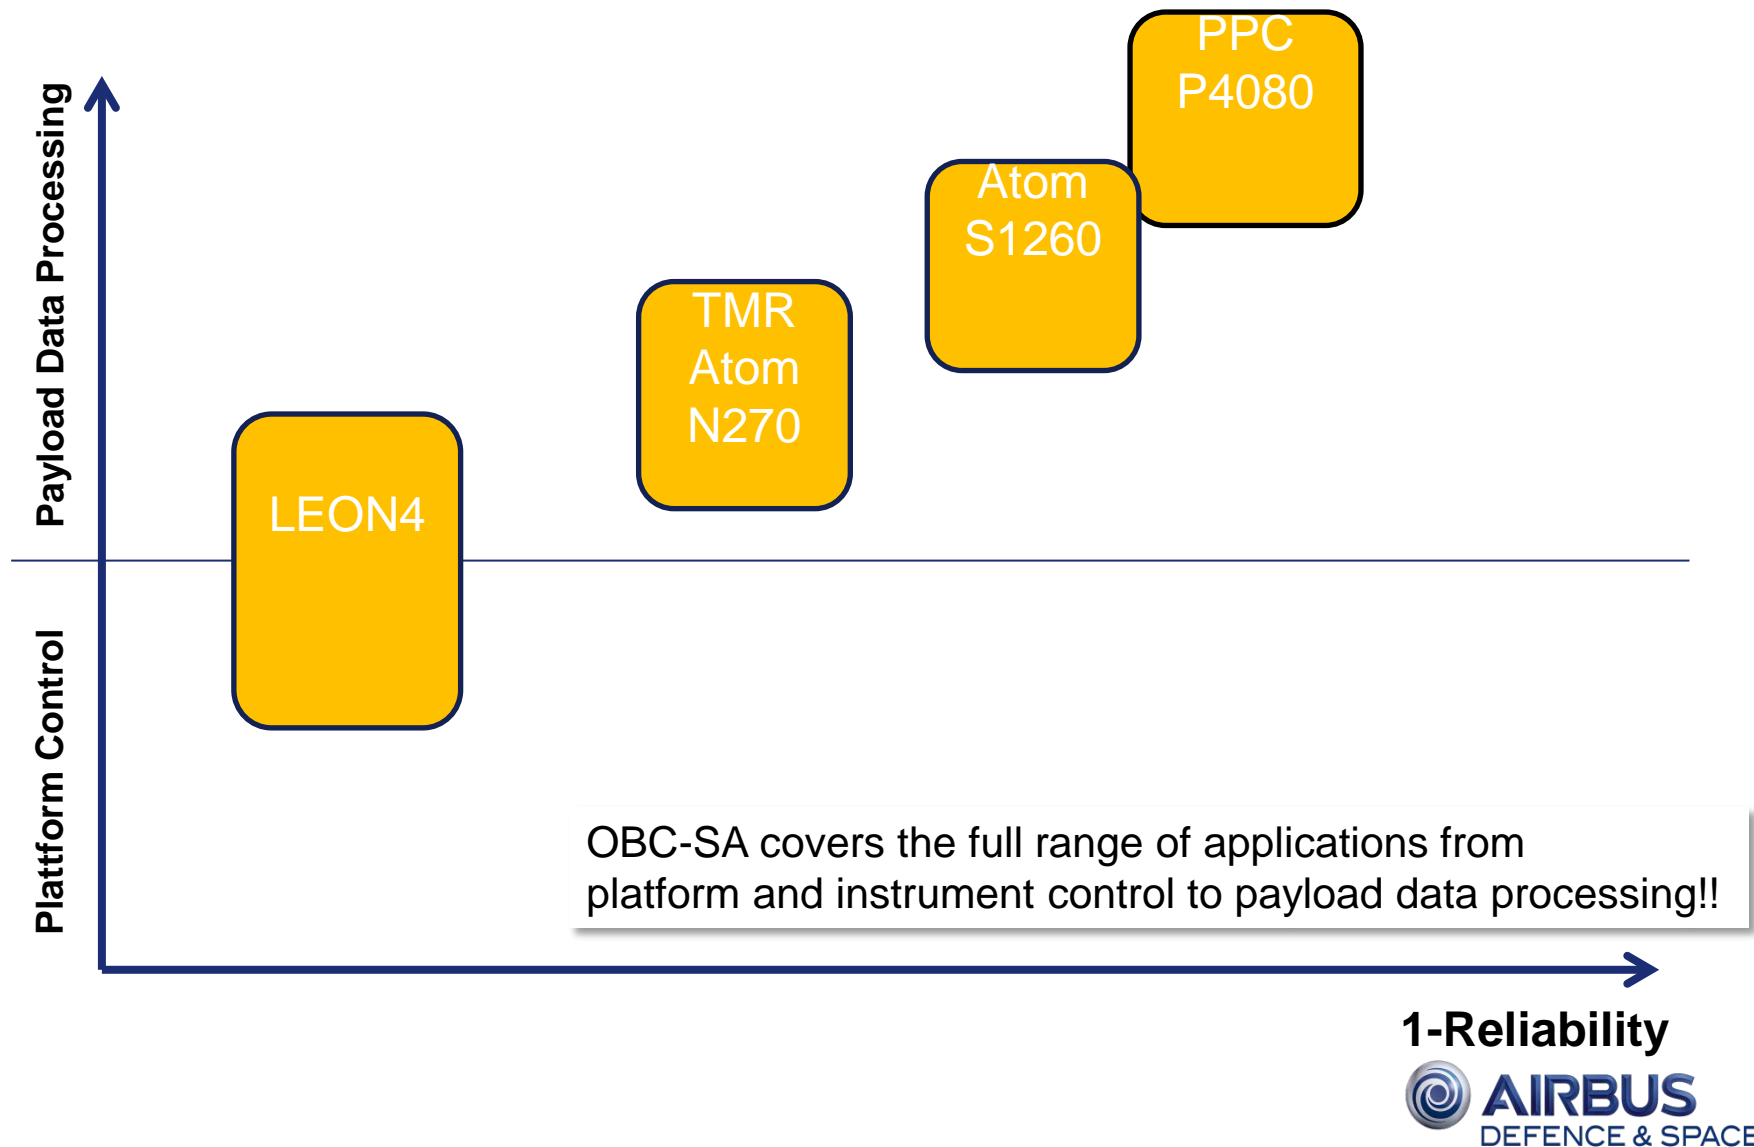 PPC
P4080
Atom
S1260
TMR
Atom
N270
LEON4
Payload Data Processing
Plattform Control
OBC-SA covers the full range of applications from
platform and instrument control to payload data processing!!
1-Reliability
AIRBUS
DEFENCE & SPACE